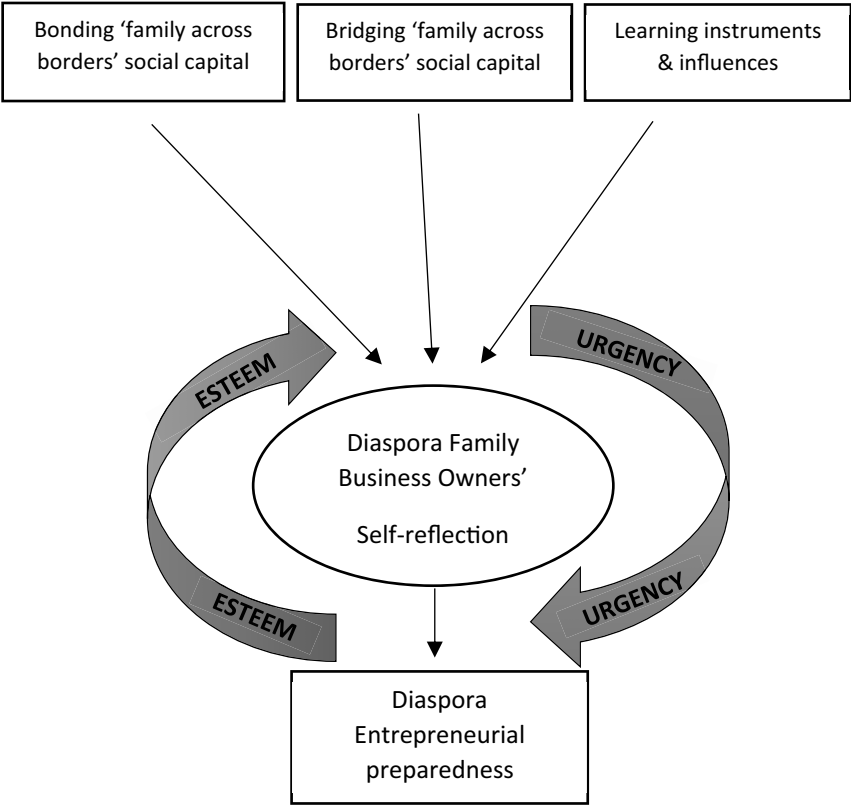 Bonding ‘family across
borders’ social capital
Bridging ‘family across
borders’ social capital
Learning instruments
& influences
ESTEEM
URGENCY
Diaspora Family
Business Owners’
Self-reflection
ESTEEM
URGENCY
Diaspora
Entrepreneurial
preparedness